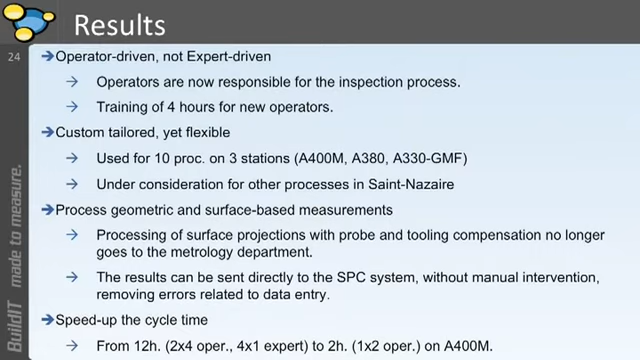 Results
24
➔Operator-driven, not Expert-driven
→ Operators are now responsible for the inspection process.
→ Training of 4 hours for new operators.
➔Custom tailored, yet flexible
→ Used for 10 proc. on 3 stations (A400M, A380, A330-GMF)
→ Under consideration for other processes in Saint-Nazaire
➔Process geometric and surface-based measurements
→ Processing of surface projections with probe and tooling compensation no longer
goes to the metrology department.
→ The results can be sent directly to the SPC system, without manual intervention,
removing errors related to data entry.
➔Speed-up the cycle time
→ From 12h. (2x4 oper., 4x1 expert) to 2h. (1x2 oper.) on A400M.
BuildIT made to measure.